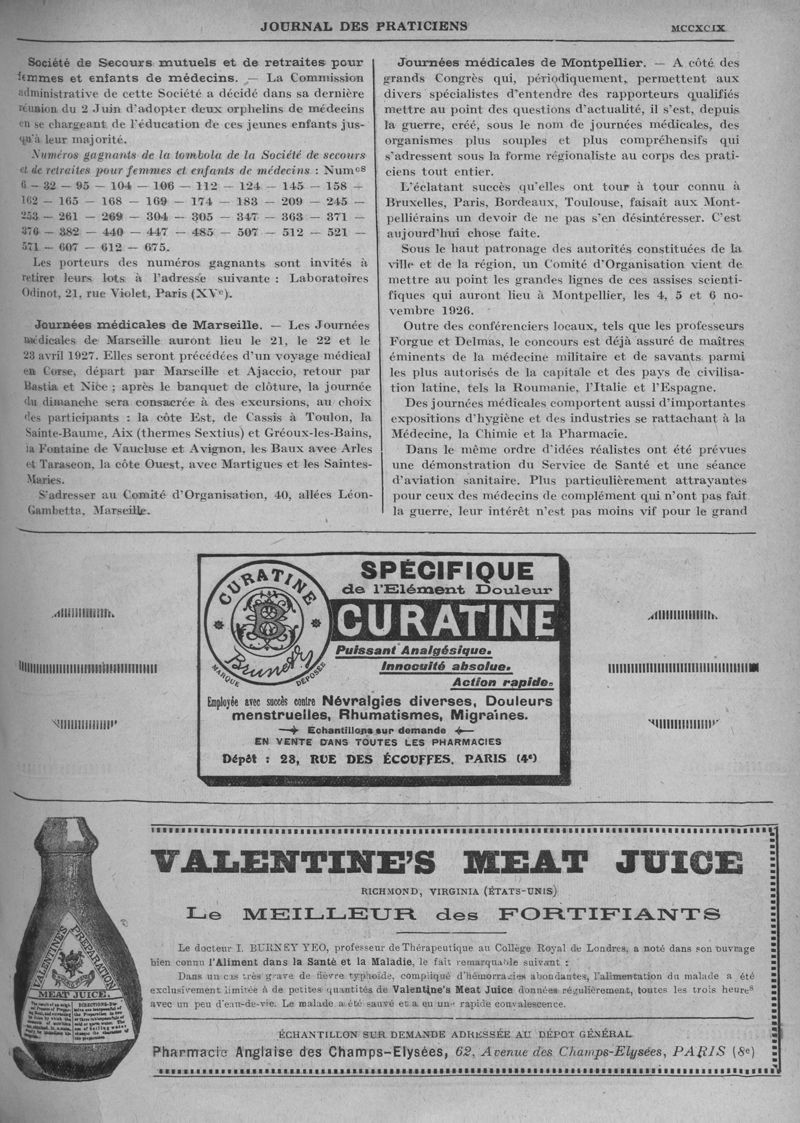 JOURNAL DES PRATICIENS
MCCXCIX
Société de Secours mutuels et de retraites pour
femmes et enfants de médecins. — La Commission
administrative de cette Société a décidé dans sa dernière
réunion du 2 Juin d'adopter deux orphelins de médecins
en se chargeant de l'éducation de ces jeunes enfants jus-
qu'à leur majorité.
Numéros gagnants de la tombola de la Société de secours
et de retraites pour femmes et enfants de médecins : Numos
6 — 32 — 95 — 104 — 106 — 112 — 124 — 145 — 158 —
162 — 165 — 168 — 169 — 174 — 183 — 209 — 245 —
253 — 261 — 269 — 304 — 305 — 347 — 363 — 371 —
376 — 382 — 440 — 447 — 485 — 507 — 512 — 521 —
571 — 607 — 612 — 675.
Les porteurs des numéros gagnants sont invités à
retirer leurs lots à l'adresse suivante : Laboratoires
Odinot, 21, rue Violet, Paris (XVe).
Journées médicales de Marseille. — Les Journées
médicales de Marseille auront lieu le 21, le 22 et le
23 avril 1927. Elles seront précédées d'un voyage médical
en Corse, départ par Marseille et Ajaccio, retour par
Bastia et Nice ; après le banquet de clôture, la journée
du dimanche sera consacrée à des excursions, au choix
des participants : la côte Est, de Cassis à Toulon, la
Sainte-Baume, Aix (thermes Sextius) et Gréoux-les-Bains,
la Fontaine de Vaucluse et Avignon, les Baux avec Arles
et Tarascon, la côte Ouest, avec Martigues et les Saintes-
Maries.
S'adresser au Comité d'Organisation, 40, allées Léon-
Gambetta, Marseille.
Journées médicales de Montpellier. — A côté des
grands Congrès qui, périodiquement, permettent aux
divers spécialistes d'entendre des rapporteurs qualifiés
mettre au point des questions d'actualité, il s'est, depuis
la guerre, créé, sous le nom de journées médicales, des
organismes plus souples et plus compréhensifs qui
s'adressent sous la forme régionaliste au corps des prati-
ciens tout entier.
L'éclatant succès qu'elles ont tour à tour connu à
Bruxelles, Paris, Bordeaux, Toulouse, faisait aux Mont-
pelliérains un devoir de ne pas s'en désintéresser. C'est
aujourd'hui chose faite.
Sous le haut patronage des autorités constituées de la
ville et de la région, un Comité d'Organisation vient de
mettre au point les grandes lignes de ces assises scienti-
fiques qui auront lieu à Montpellier, les 4, 5 et 6 no-
vembre 1926.
Outre des conférenciers locaux, tels que les professeurs
Forgue et Delmas, le concours est déjà assuré de maîtres
éminents de la médecine militaire et de savants parmi
les plus autorisés de la capitale et des pays de civilisa-
tion latine, tels la Roumanie, l'Italie et l'Espagne.
Des journées médicales comportent aussi d'importantes
expositions d'hygiène et des industries se rattachant à la
Médecine, la Chimie et la Pharmacie.
Dans le même ordre d'idées réalistes ont été prévues
une démonstration du Service de Santé et une séance
d'aviation sanitaire. Plus particulièrement attrayantes
pour ceux des médecins de complément qui n'ont pas fait
la guerre, leur intérêt n'est pas moins vif pour le grand
CURATINE
B
Brunety
MARQUE DÉPOSÉE
SPÉCIFIQUE
de l'Elément Douleur
CURATINE
Puissant Analgésique.
Innocuité absolue.
Action rapide.
Employée avec succès contre Névralgies diverses, Douleurs
menstruelles, Rhumatismes, Migraines.
Echantillons sur demande
EN VENTE DANS TOUTES LES PHARMACIES
Dépôt : 23, RUE DES ÉCOUFFES, PARIS (4e)
VALENTINE'S
PREPARATION
MEAT JUICE.
VALENTINE'S MEAT JUICE
RICHMOND, VIRGINIA (ÉTATS-UNIS)
Le MEILLEUR des FORTIFIANTS
Le docteur I. BURNEY YEO, professeur de Thérapeutique au Collège Royal de Londres, a noté dans son ouvrage
bien connu l'Aliment dans la Santé et la Maladie, le fait remarquable suivant :
Dans un cas très grave de fièvre typhoïde, compliqué d'hémorragies abondantes, l'alimentation du malade a été
exclusivement limitée à de petites quantités de Valentine's Meat Juice données régulièrement, toutes les trois heures
avec un peu d'eau-de-vie. Le malade a été sauvé et a eu une rapide convalescence.
ÉCHANTILLON SUR DEMANDE ADRESSÉE AU DÉPOT GÉNÉRAL
Pharmacie Anglaise des Champs-Elysées, 62, Avenue des Champs-Elysées, PARIS (8e)